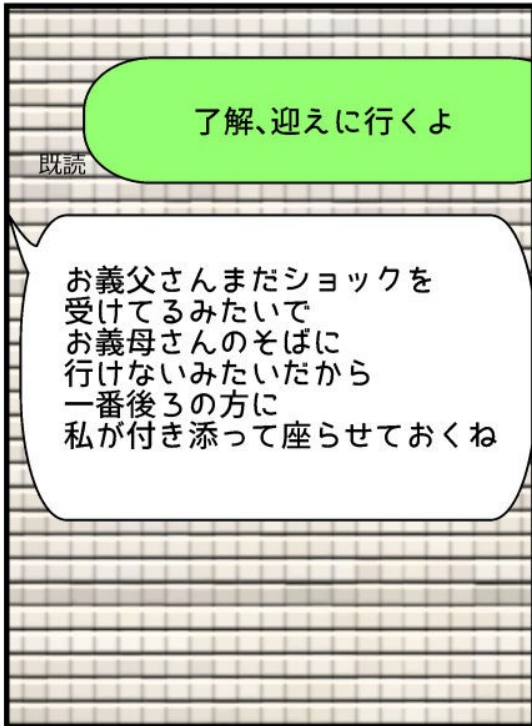 了解、迎えに行くよ
既読
お義父さんまだショックを
受けてるみたいで
お義母さんのそばに
行けないみたいだから
一番後ろの方に
私が付き添って座らせておくね